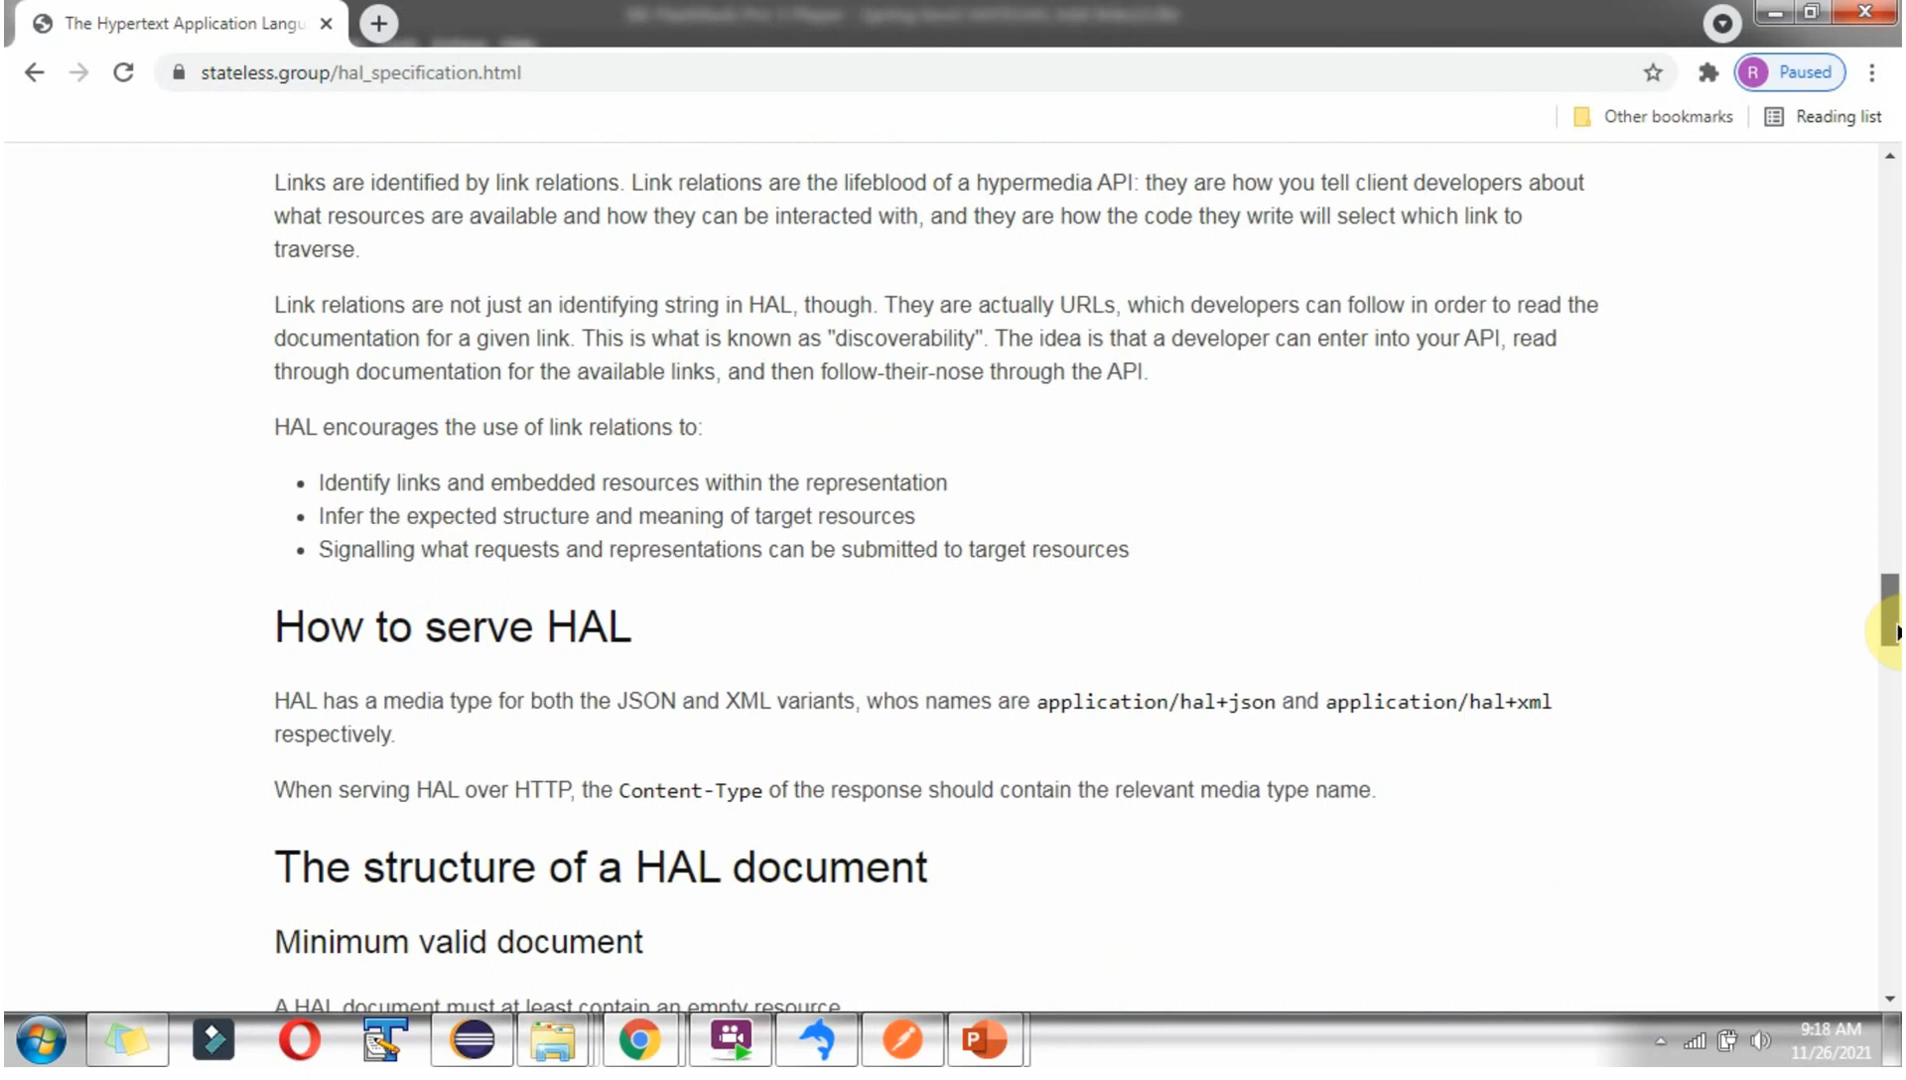 The Hypertext Application Langu
stateless.group/hal_specification.html
R Paused
Other bookmarks
Reading list
Links are identified by link relations. Link relations are the lifeblood of a hypermedia API: they are how you tell client developers about
what resources are available and how they can be interacted with, and they are how the code they write will select which link to
traverse.
Link relations are not just an identifying string in HAL, though. They are actually URLs, which developers can follow in order to read the
documentation for a given link. This is what is known as "discoverability". The idea is that a developer can enter into your API, read
through documentation for the available links, and then follow-their-nose through the API.
HAL encourages the use of link relations to:
• Identify links and embedded resources within the representation
• Infer the expected structure and meaning of target resources
• Signalling what requests and representations can be submitted to target resources
How to serve HAL
HAL has a media type for both the JSON and XML variants, whos names are application/hal+json and application/hal+xml
respectively.
When serving HAL over HTTP, the Content-Type of the response should contain the relevant media type name.
The structure of a HAL document
Minimum valid document
A HAL document must at least contain an empty resource.
9:18 AM
11/26/2021